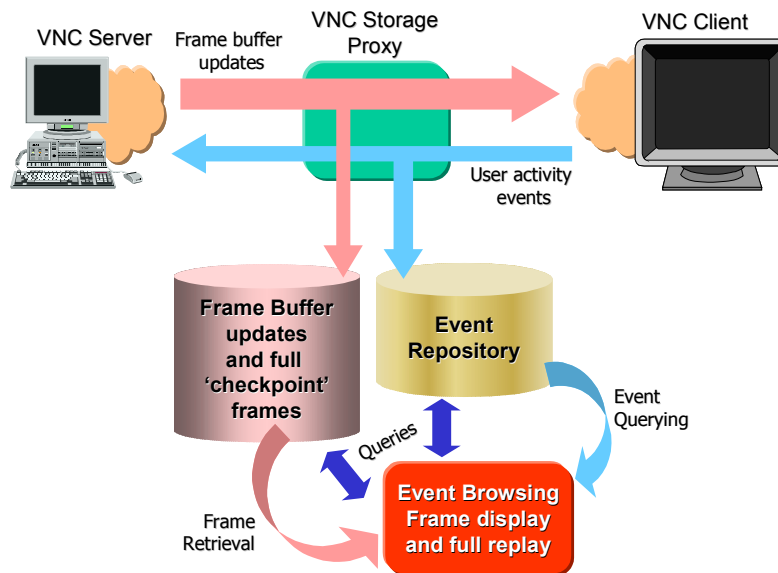 VNC Server
Frame buffer
updates
VNC Storage
Proxy
VNC Client
User activity
events
Frame Buffer
updates
and full
‘checkpoint’
frames
Event
Repository
Event
Querying
Queries
Event Browsing
Frame display
and full replay
Frame
Retrieval